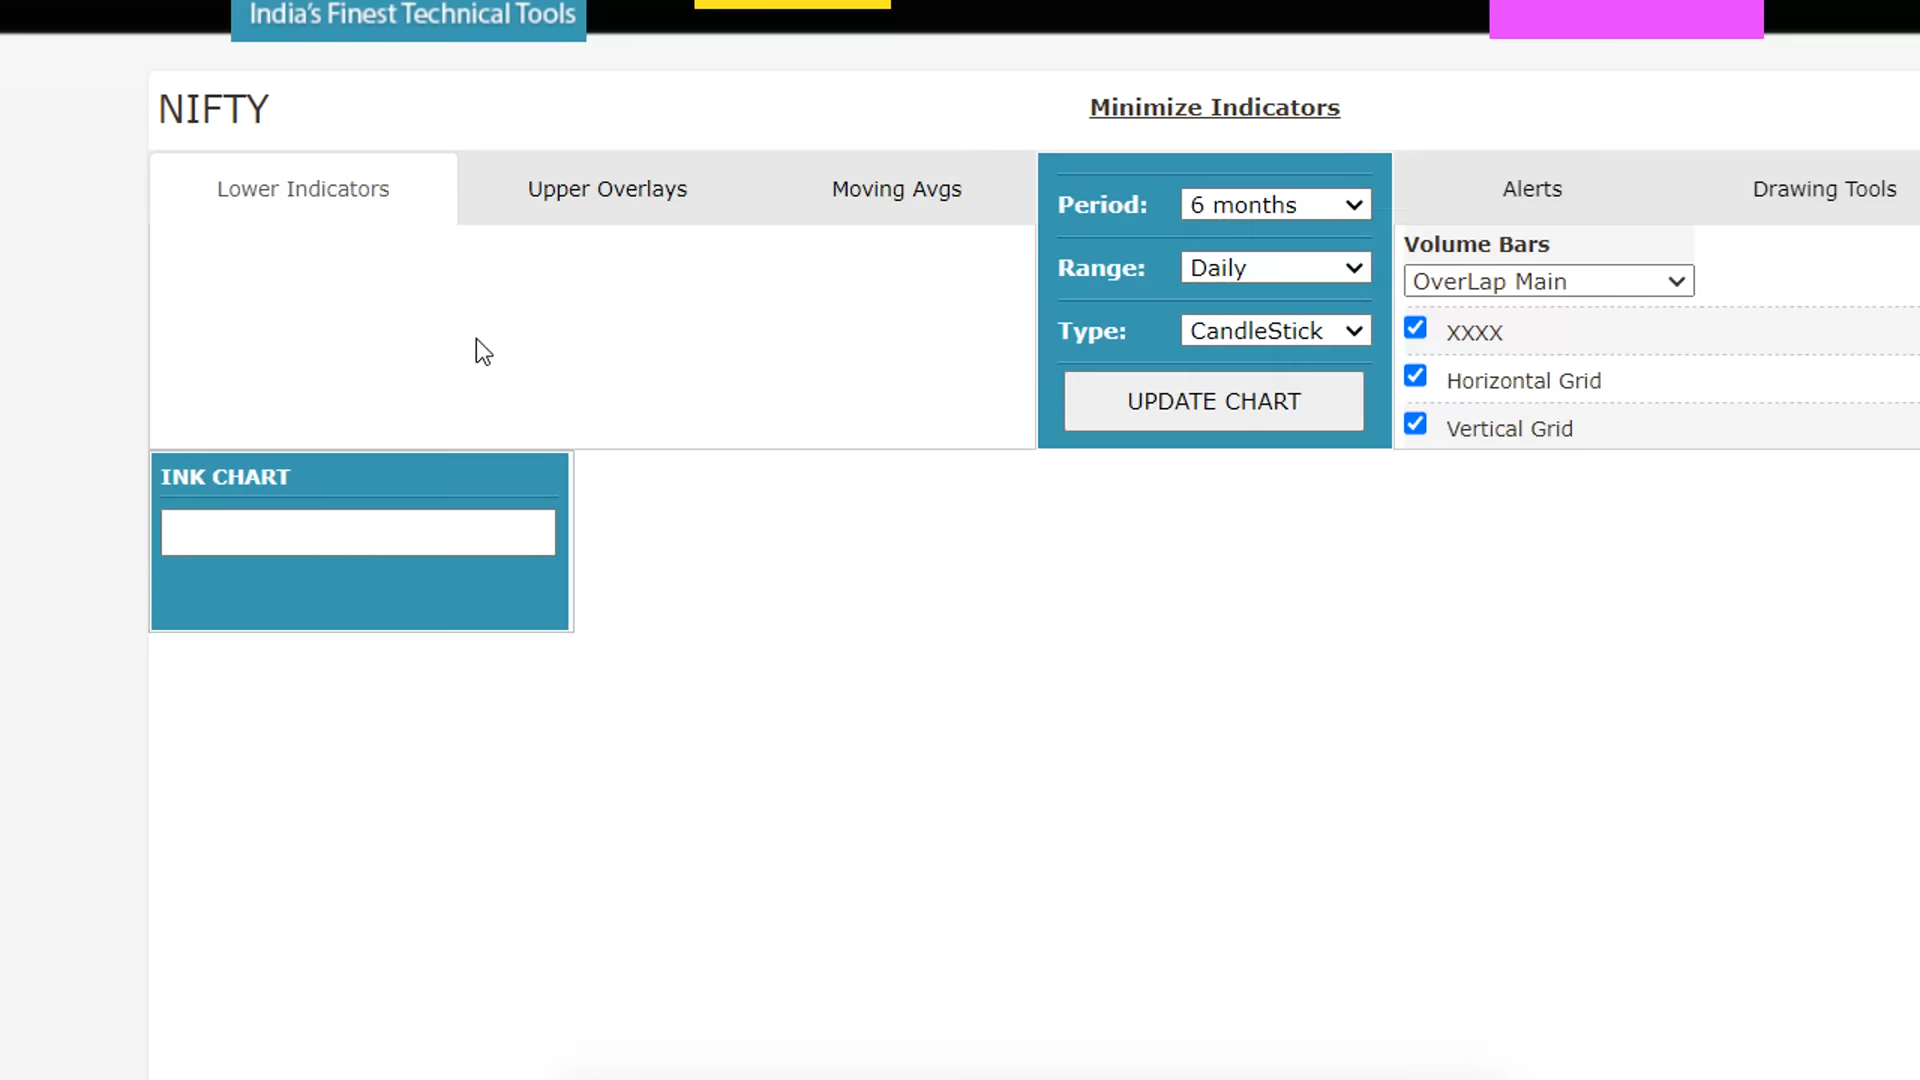 India's Finest Technical Tools
NIFTY
Minimize Indicators
Lower Indicators
Upper Overlays
Moving Avgs
Period:
6 months
Range:
Daily
Type:
CandleStick
UPDATE CHART
Alerts
Drawing Tools
Volume Bars
OverLap Main
XXXX
Horizontal Grid
Vertical Grid
INK CHART